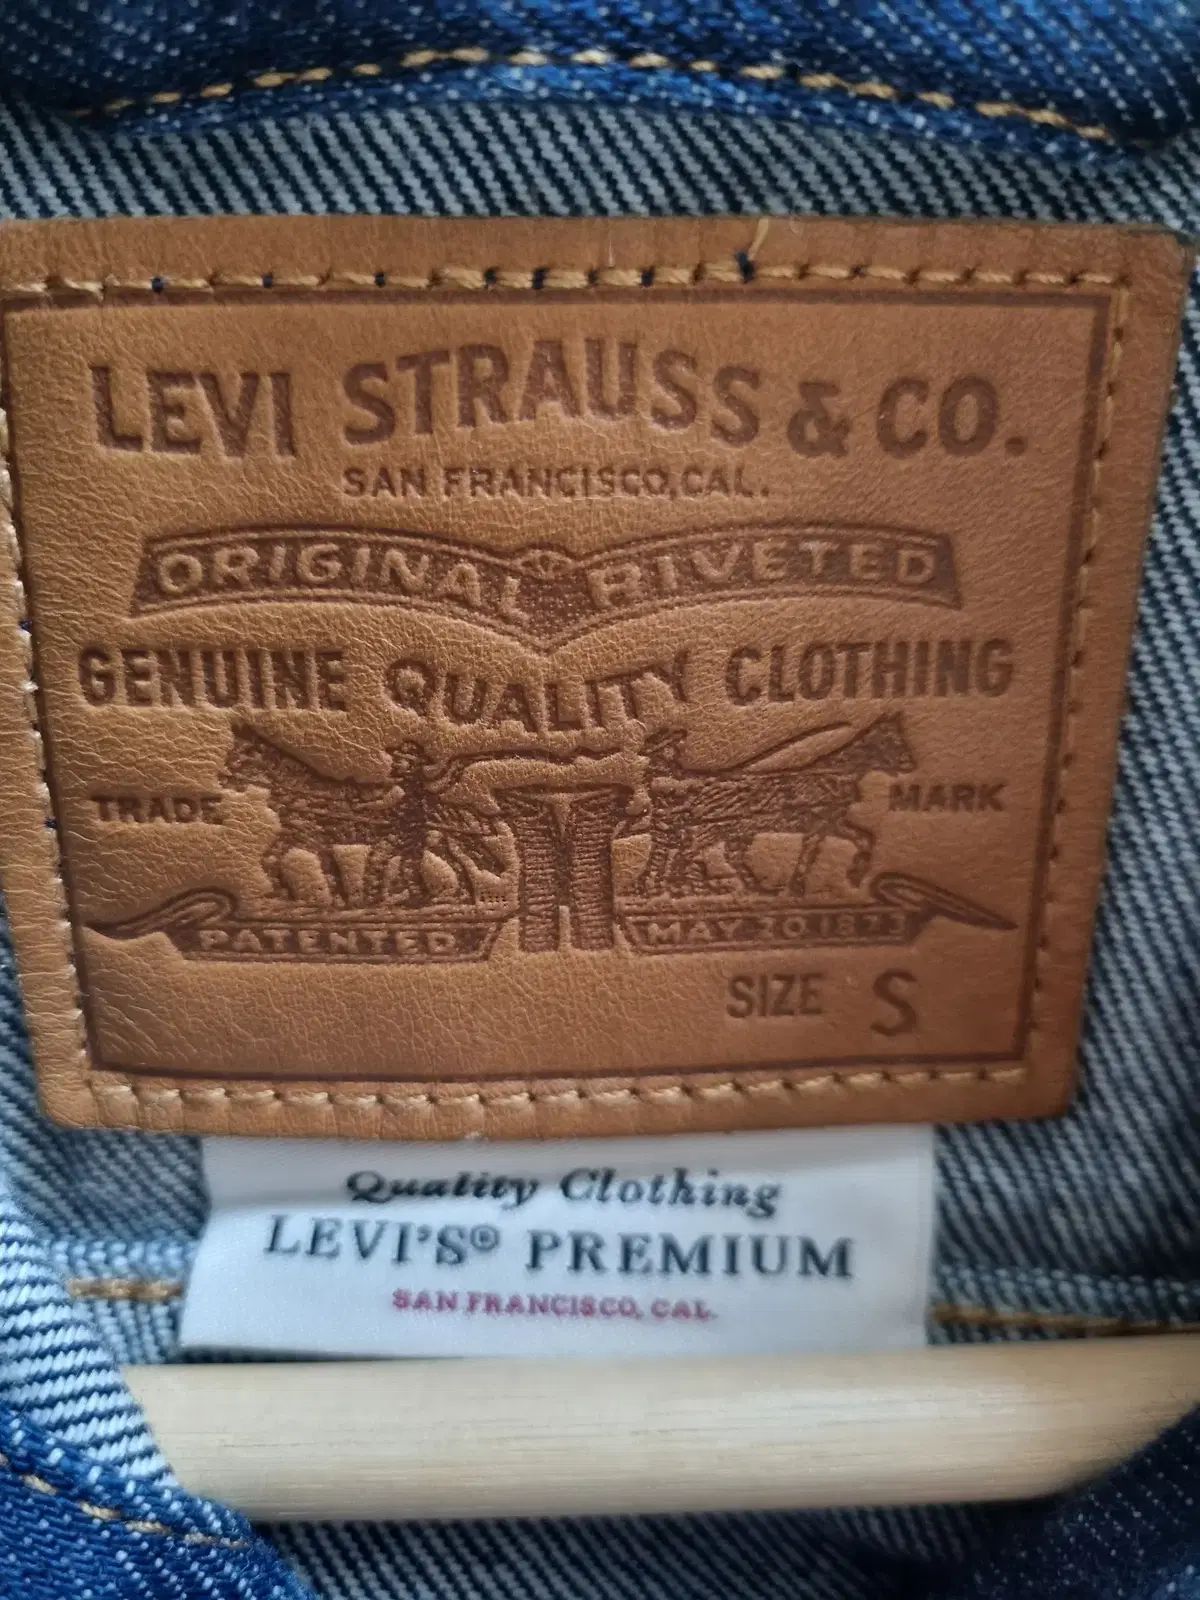 LEVI STRAUSS & CO.
SAN FRANCISCO, CAL.
ORIGINAL RIVETED
GENUINE QUALITY CLOTHING
TRADE MARK
PATENTED MAY 20 1873
SIZE S
Quality Clothing
LEVI'S® PREMIUM
SAN FRANCISCO, CAL.